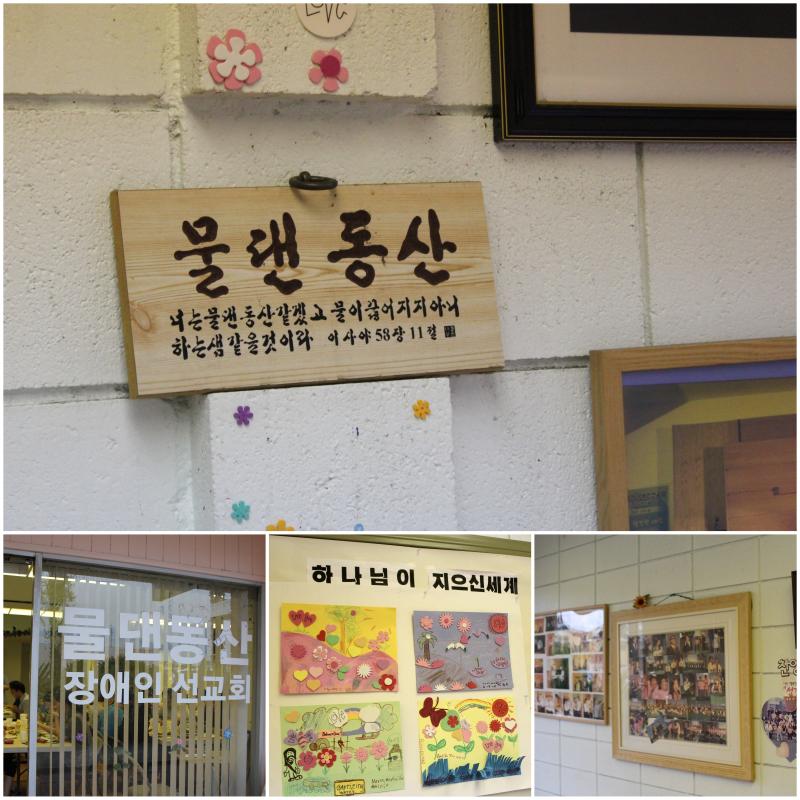 LOVE
물댄 동산
너는물댄동산같겠고 물이끊어지지아니
하는샘같을것이라 이사야 58장 11절
물댄동산
장애인 선교회
하나님이 지으신세계